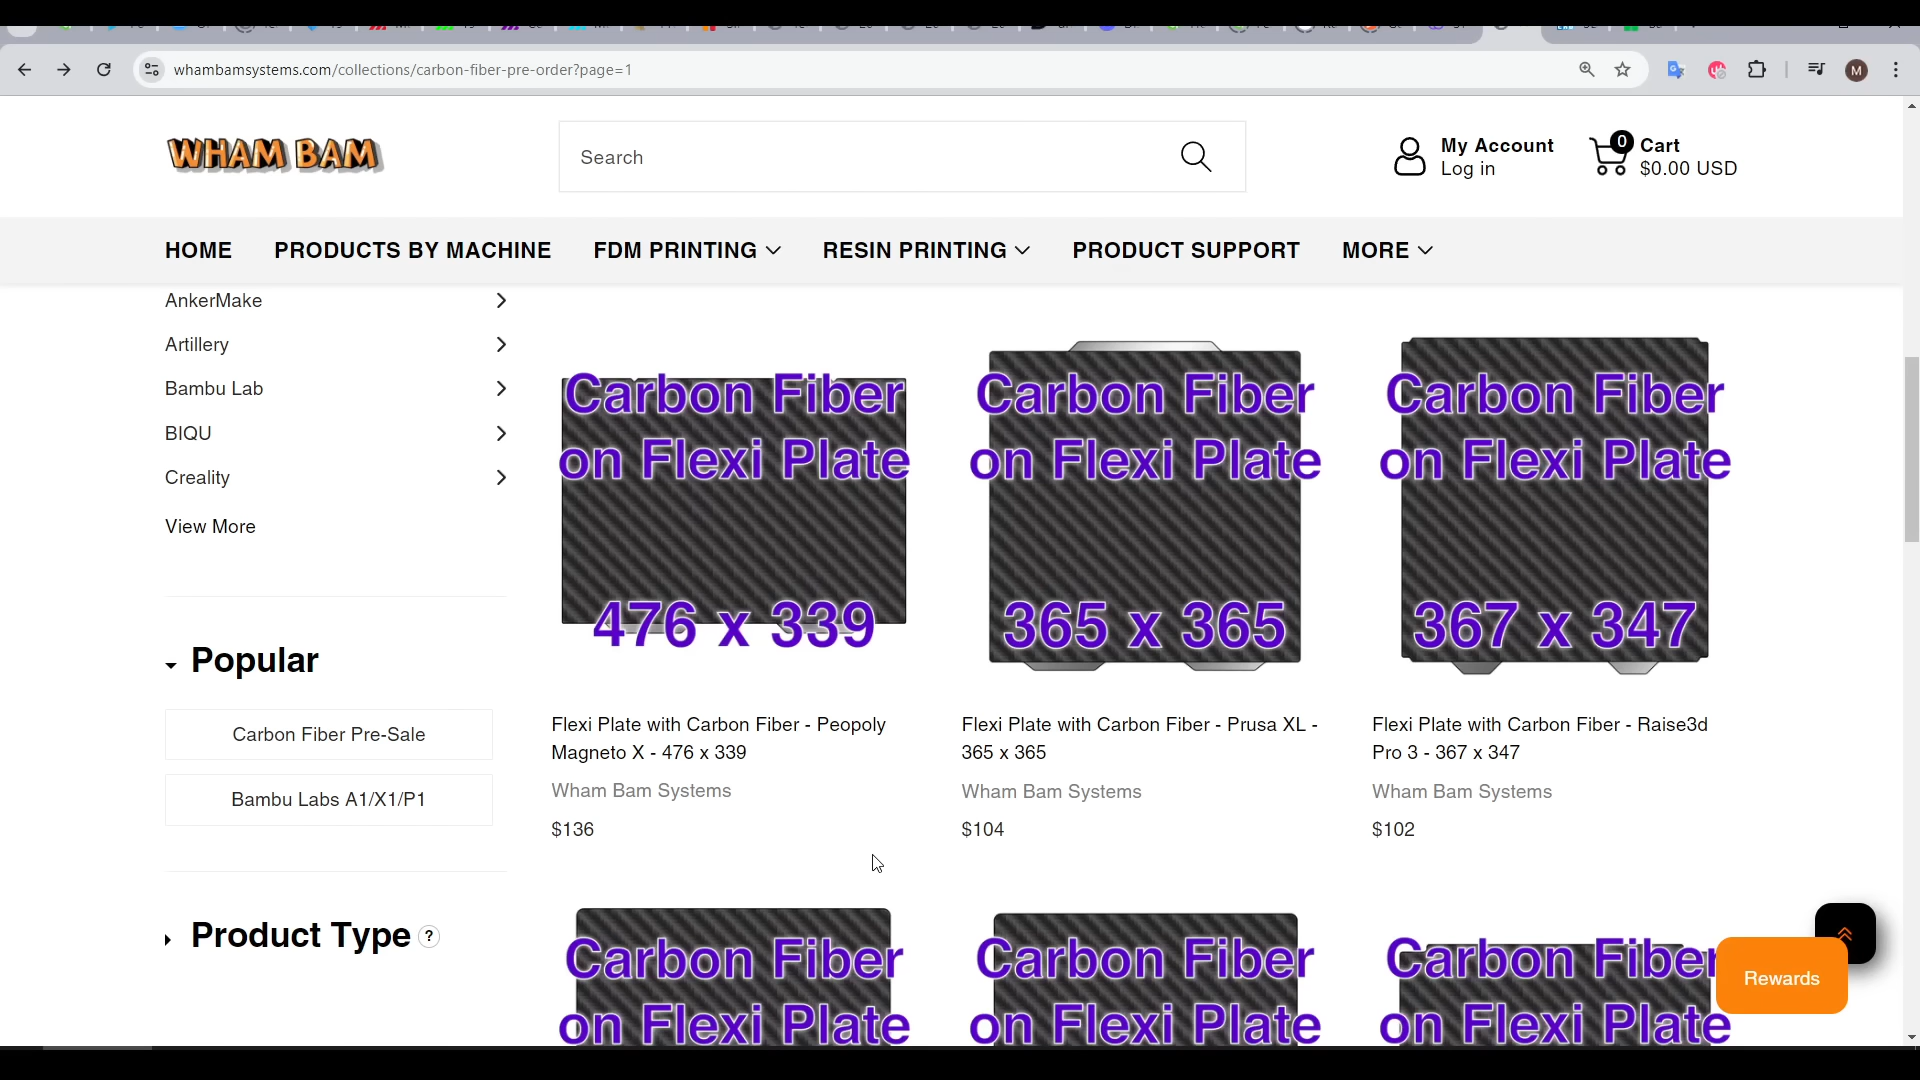 whambamsystems.com/collections/carbon-fiber-pre-order?page=1
M
WHAM BAM
Search
My Account
Log in
0
Cart
$0.00 USD
HOME
PRODUCTS BY MACHINE
FDM PRINTING
RESIN PRINTING
PRODUCT SUPPORT
MORE
AnkerMake
Artillery
Bambu Lab
BIQU
Creality
View More
Popular
Carbon Fiber Pre-Sale
Bambu Labs A1/X1/P1
Product Type ?
Carbon Fiber
on Flexi Plate
476 x 339
Flexi Plate with Carbon Fiber - Peopoly
Magneto X - 476 x 339
Wham Bam Systems
$136
Carbon Fiber
on Flexi Plate
365 x 365
Flexi Plate with Carbon Fiber - Prusa XL -
365 x 365
Wham Bam Systems
$104
Carbon Fiber
on Flexi Plate
367 x 347
Flexi Plate with Carbon Fiber - Raise3d
Pro 3 - 367 x 347
Wham Bam Systems
$102
Carbon Fiber
on Flexi Plate
Carbon Fiber
on Flexi Plate
Carbon Fiber
on Flexi Plate
Rewards